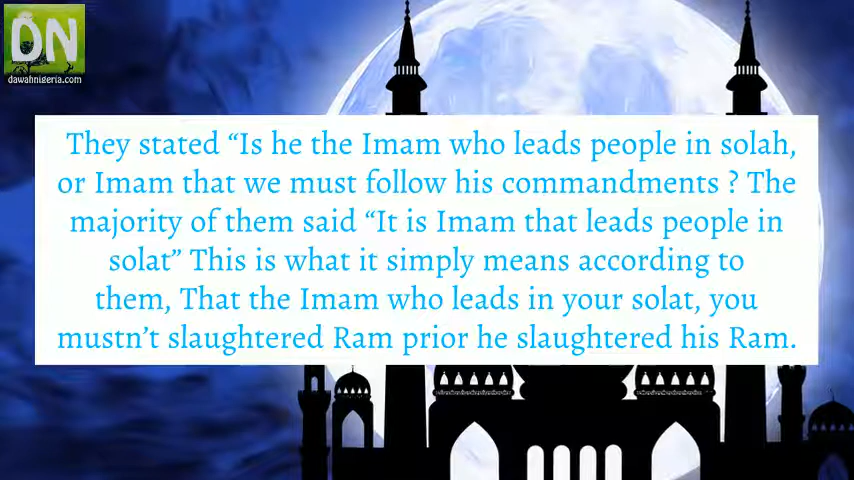 DN
dawahnigeria.com
They stated “Is he the Imam who leads people in solah,
or Imam that we must follow his commandments ? The
majority of them said “It is Imam that leads people in
solat” This is what it simply means according to
them, That the Imam who leads in your solat, you
mustn’t slaughtered Ram prior he slaughtered his Ram.